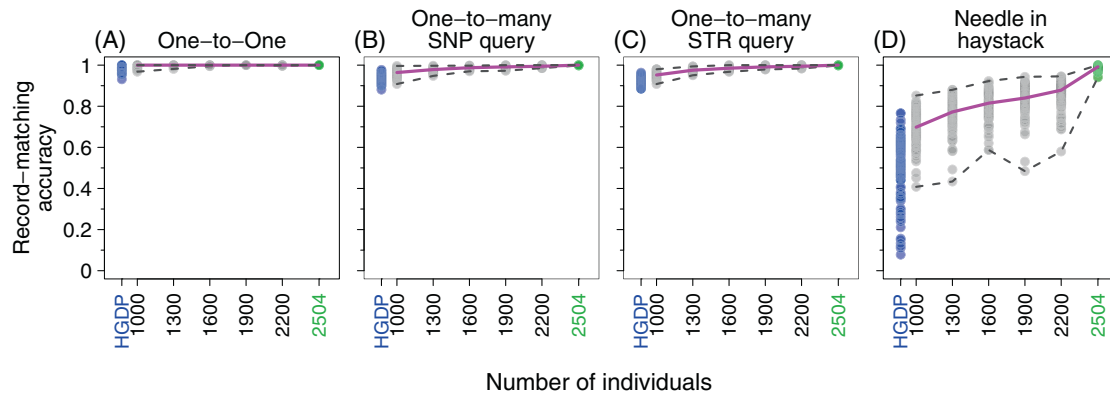 (A) One−to−One
(B) One−to−many
SNP query
(C) One−to−many
STR query
(D) Needle in
haystack
Record−matching
accuracy
1
0.8
0.6
0.4
0.2
0
HGDP
1000
1300
1600
1900
2200
2504
HGDP
1000
1300
1600
1900
2200
2504
HGDP
1000
1300
1600
1900
2200
2504
HGDP
1000
1300
1600
1900
2200
2504
Number of individuals